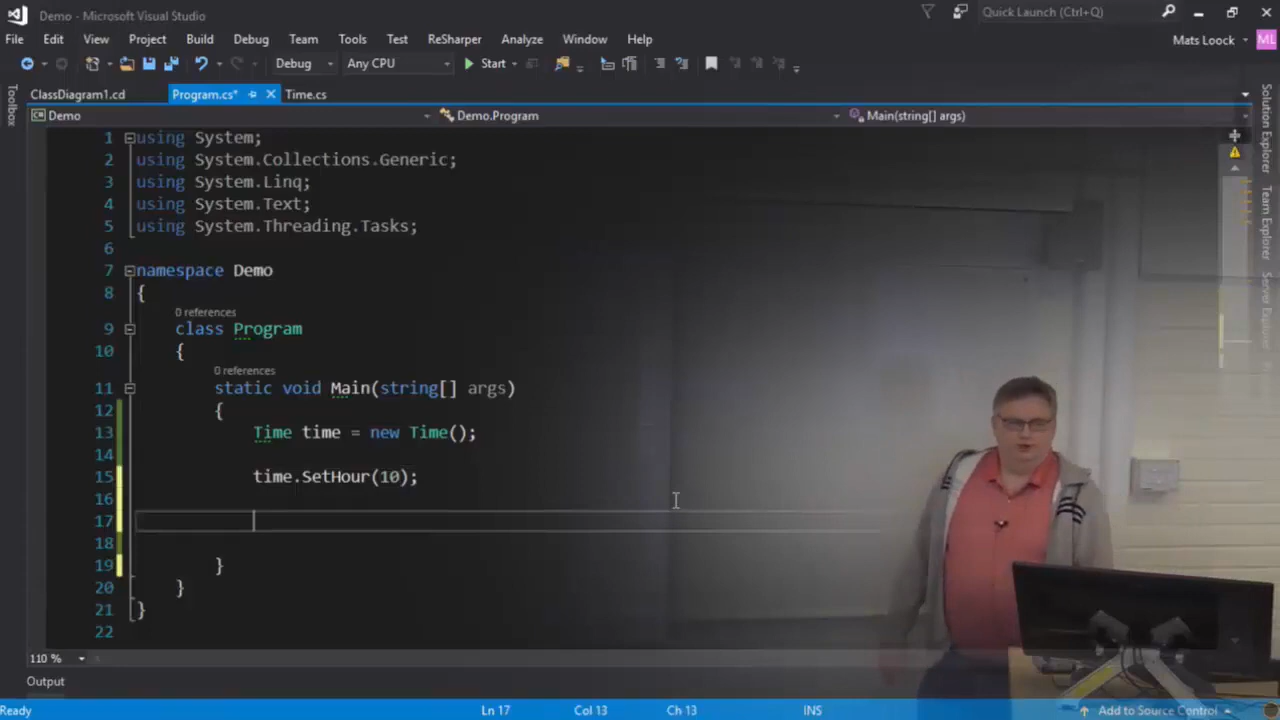 Demo - Microsoft Visual Studio
Quick Launch (Ctrl+Q)
File Edit View Project Build Debug Team Tools Test ReSharper Analyze Window Help
Mats Loock ML
Debug Any CPU Start
ClassDiagram1.cd Program.cs* Time.cs
Demo Demo.Program Main(string[] args)
Toolbox
Solution Explorer
Team Explorer
Server Explorer
1 using System;
2 using System.Collections.Generic;
3 using System.Linq;
4 using System.Text;
5 using System.Threading.Tasks;
6
7 namespace Demo
8 {
0 references
9 class Program
10 {
0 references
11 static void Main(string[] args)
12 {
13 Time time = new Time();
14
15 time.SetHour(10);
16
17
18
19 }
20 }
21 }
22
110 %
Output
Ready Ln 17 Col 13 Ch 13 INS Add to Source Control